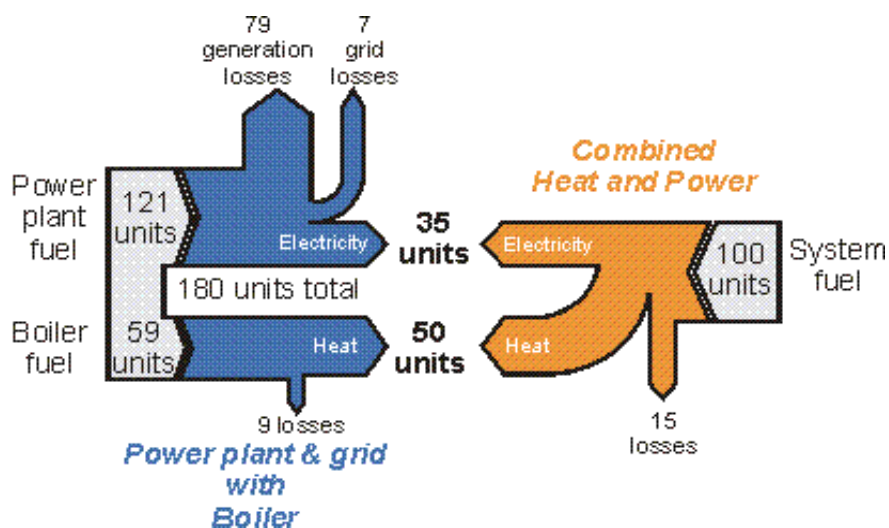 79
generation
losses
7
grid
losses
Combined
Heat and Power
Power
plant
fuel
121
units
Electricity
35
units
Electricity
100
units
System
fuel
180 units total
Boiler
fuel
59
units
Heat
50
units
Heat
9 losses
15
losses
Power plant & grid
with
Boiler